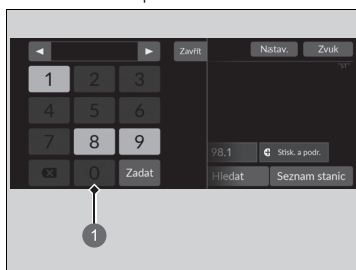 Zavřít
Nastav.
Zvuk
"ST"
1 2 3
4 5 6
7 8 9
0 Zadat
98.1
Stisk. a podr.
Hledat
Seznam stanic
1